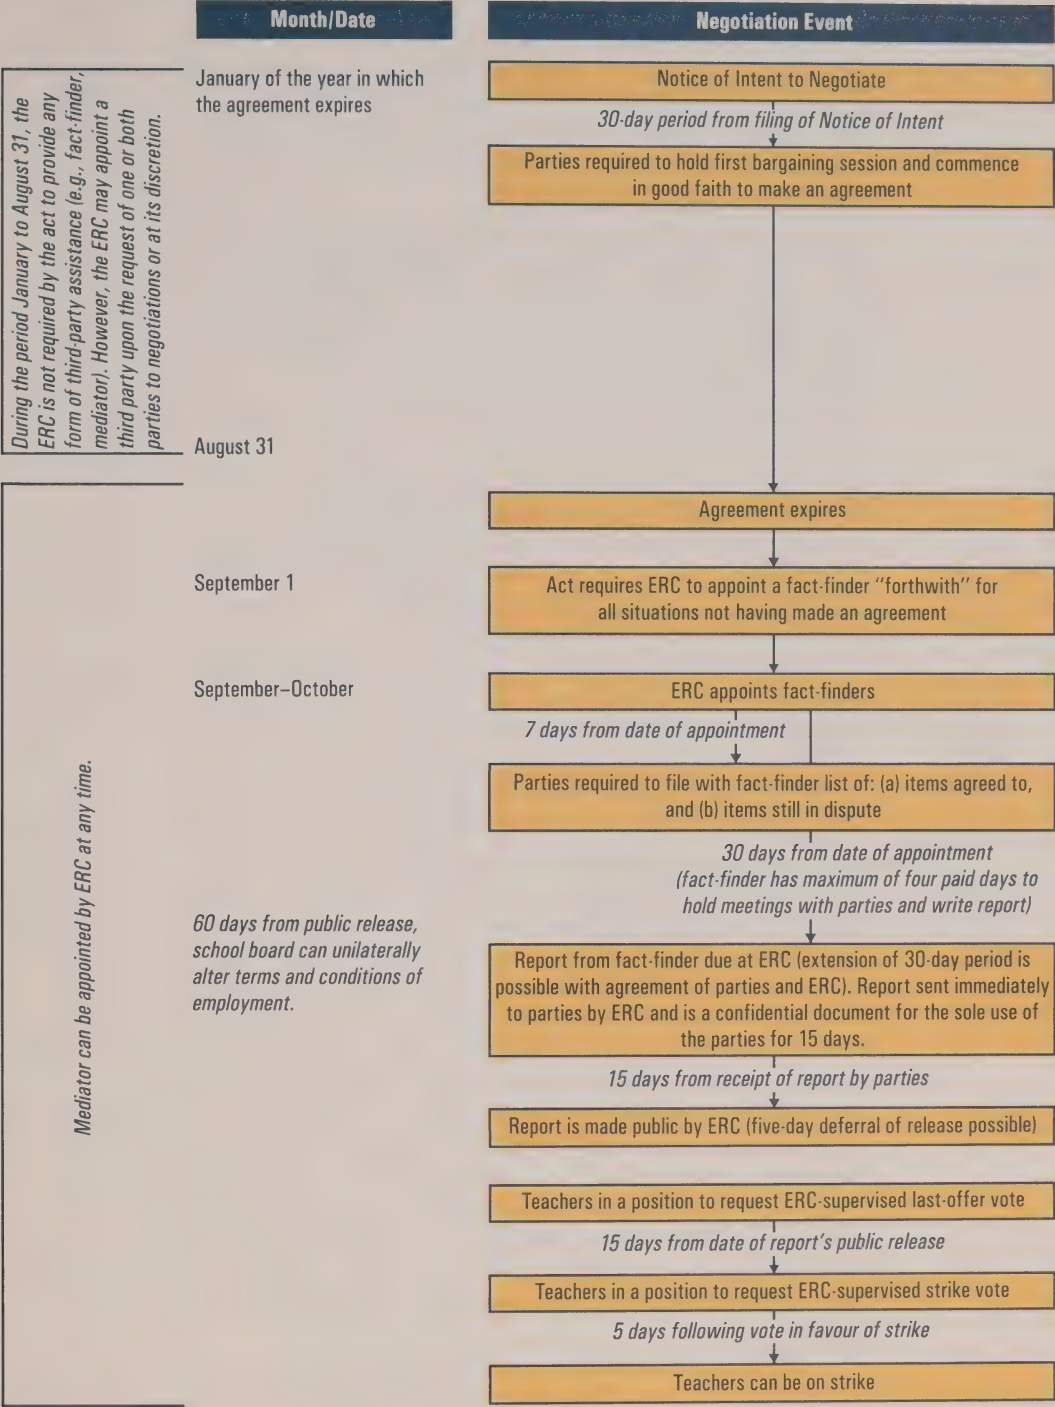 Month/Date
Negotiation Event
During the period January to August 31, the
ERC is not required by the act to provide any
form of third-party assistance (e.g., fact-finder,
mediator). However, the ERC may appoint a
third party upon the request of one or both
parties to negotiations or at its discretion.
January of the year in which
the agreement expires
Notice of Intent to Negotiate
30-day period from filing of Notice of Intent
Parties required to hold first bargaining session and commence
in good faith to make an agreement
August 31
Agreement expires
Mediator can be appointed by ERC at any time.
September 1
Act requires ERC to appoint a fact-finder "forthwith" for
all situations not having made an agreement
September–October
ERC appoints fact-finders
7 days from date of appointment
Parties required to file with fact-finder list of: (a) items agreed to,
and (b) items still in dispute
30 days from date of appointment
(fact-finder has maximum of four paid days to
hold meetings with parties and write report)
60 days from public release,
school board can unilaterally
alter terms and conditions of
employment.
Report from fact-finder due at ERC (extension of 30-day period is
possible with agreement of parties and ERC). Report sent immediately
to parties by ERC and is a confidential document for the sole use of
the parties for 15 days.
15 days from receipt of report by parties
Report is made public by ERC (five-day deferral of release possible)
Teachers in a position to request ERC-supervised last-offer vote
15 days from date of report's public release
Teachers in a position to request ERC-supervised strike vote
5 days following vote in favour of strike
Teachers can be on strike